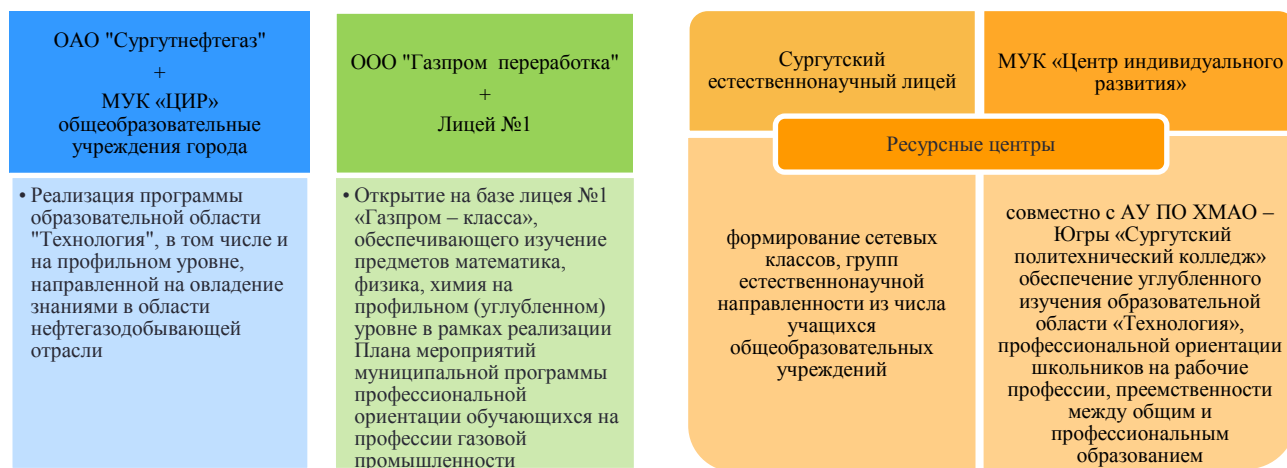 ОАО "Сургутнефтегаз"
+
МУК «ЦИР»
общеобразовательные
учреждения города
• Реализация программы
образовательной области
"Технология", в том числе и
на профильном уровне,
направленной на овладение
знаниями в области
нефтегазодобывающей
отрасли
ООО "Газпром переработка"
+
Лицей №1
• Открытие на базе лицея №1
«Газпром – класса»,
обеспечивающего изучение
предметов математика,
физика, химия на
профильном (углубленном)
уровне в рамках реализации
Плана мероприятий
муниципальной программы
профессиональной
ориентации обучающихся на
профессии газовой
промышленности
Сургутский
естественнонаучный лицей
МУК «Центр индивидуального
развития»
Ресурсные центры
формирование сетевых
классов, групп
естественнонаучной
направленности из числа
учащихся
общеобразовательных
учреждений
совместно с АУ ПО ХМАО –
Югры «Сургутский
политехнический колледж»
обеспечение углубленного
изучения образовательной
области «Технология»,
профессиональной ориентации
школьников на рабочие
профессии, преемственности
между общим и
профессиональным
образованием